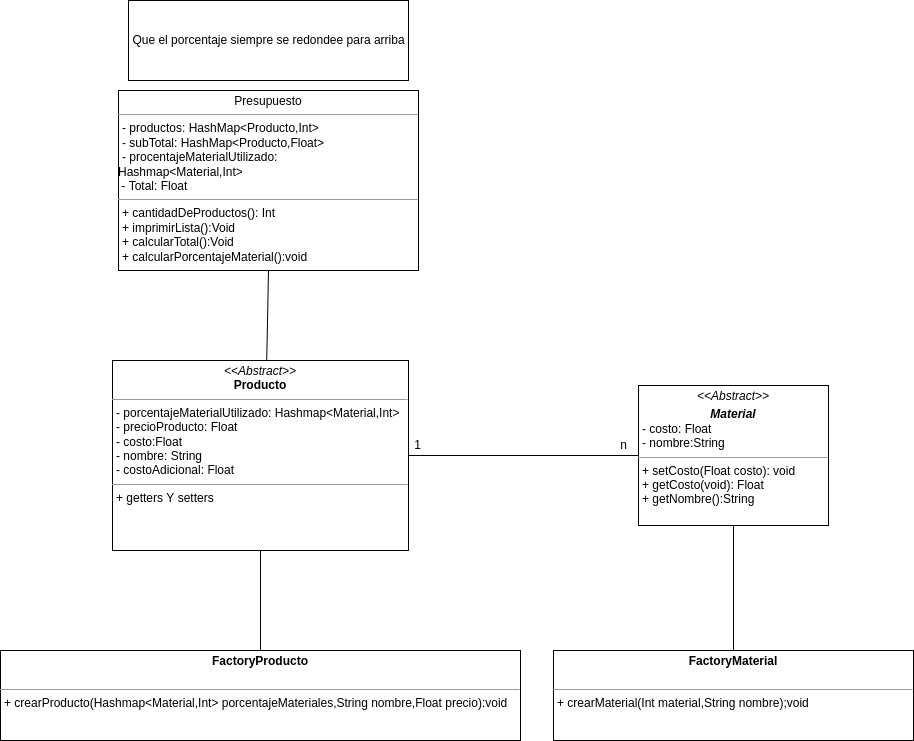 Que el porcentaje siempre se redondee para arriba
Presupuesto
- productos: HashMap<Producto,Int>
- subTotal: HashMap<Producto,Float>
- procentajeMaterialUtilizado:
Hashmap<Material,Int>
- Total: Float
+ cantidadDeProductos(): Int
+ imprimirLista():Void
+ calcularTotal():Void
+ calcularPorcentajeMaterial():void
<<Abstract>>
Producto
- porcentajeMaterialUtilizado: Hashmap<Material,Int>
- precioProducto: Float
- costo:Float
- nombre: String
- costoAdicional: Float
+ getters Y setters
1
n
<<Abstract>>
Material
- costo: Float
- nombre:String
+ setCosto(Float costo): void
+ getCosto(void): Float
+ getNombre():String
FactoryProducto
+ crearProducto(Hashmap<Material,Int> porcentajeMateriales,String nombre,Float precio):void
FactoryMaterial
+ crearMaterial(Int material,String nombre);void